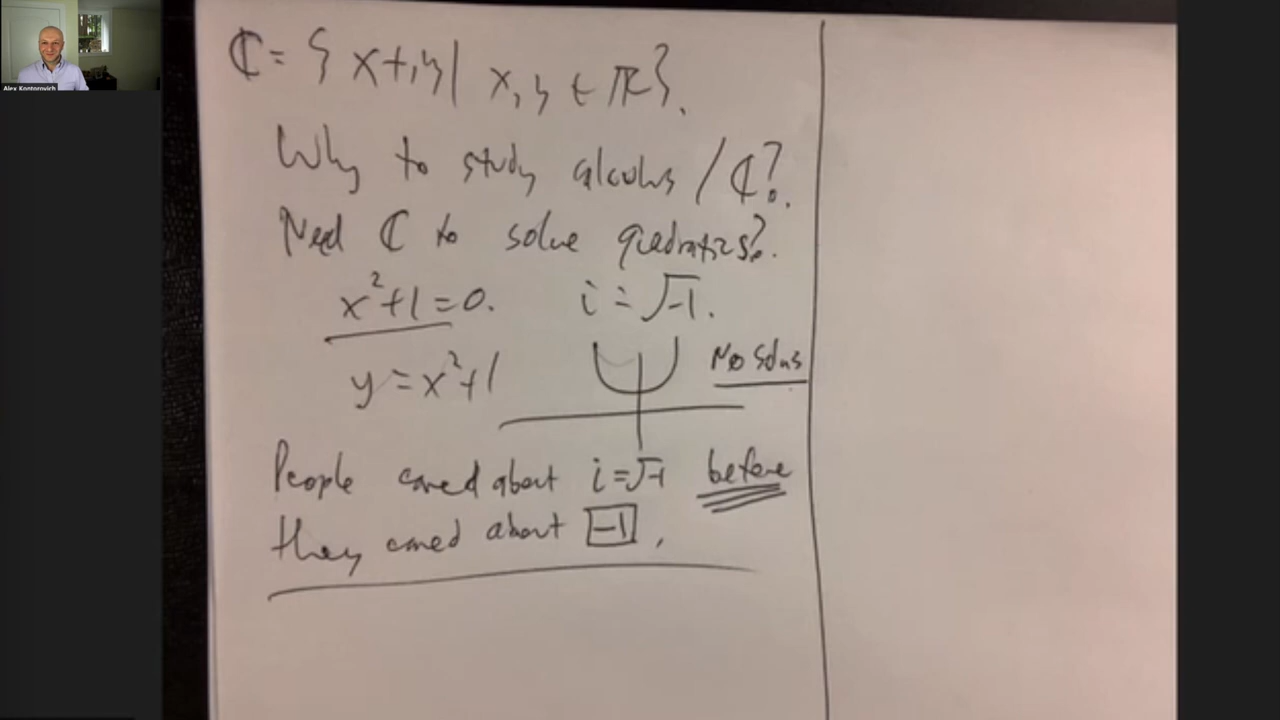 Alex Kontorovich
ℂ = { x+iy | x, y ∈ ℝ }.
Why to study calculus / ℂ?.
Need ℂ to solve quadratics?.
x²+1=0. i = √-1.
y = x²+1 No Solns
People cared about i=√-1 before
they cared about -1,